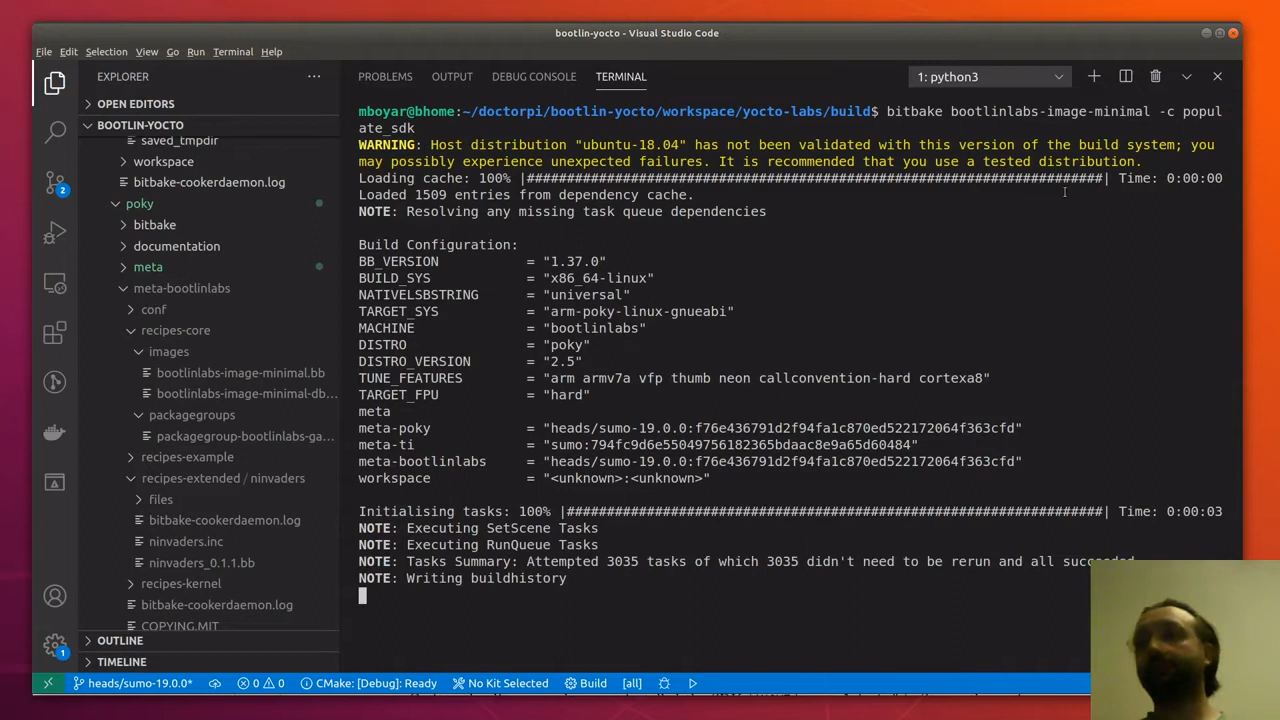 bootlin-yocto - Visual Studio Code
File Edit Selection View Go Run Terminal Help
EXPLORER
OPEN EDITORS
BOOTLIN-YOCTO
saved_tmpdir
workspace
bitbake-cookerdaemon.log
poky
bitbake
documentation
meta
meta-bootlinlabs
conf
recipes-core
images
bootlinlabs-image-minimal.bb
bootlinlabs-image-minimal-db...
packagegroups
packagegroup-bootlinlabs-ga...
recipes-example
recipes-extended / ninvaders
files
bitbake-cookerdaemon.log
ninvaders.inc
ninvaders_0.1.1.bb
recipes-kernel
bitbake-cookerdaemon.log
COPYING.MIT
OUTLINE
TIMELINE
2
1
PROBLEMS OUTPUT DEBUG CONSOLE TERMINAL 1: python3
mboyar@bhome:~/doctorpi/bootlin-yocto/workspace/yocto-labs/build$ bitbake bootlinlabs-image-minimal -c popul
ate_sdk
WARNING: Host distribution "ubuntu-18.04" has not been validated with this version of the build system; you
may possibly experience unexpected failures. It is recommended that you use a tested distribution.
Loading cache: 100% |########################################################################| Time: 0:00:00
Loaded 1509 entries from dependency cache.
NOTE: Resolving any missing task queue dependencies
Build Configuration:
BB_VERSION = "1.37.0"
BUILD_SYS = "x86_64-linux"
NATIVELSBSTRING = "universal"
TARGET_SYS = "arm-poky-linux-gnueabi"
MACHINE = "bootlinlabs"
DISTRO = "poky"
DISTRO_VERSION = "2.5"
TUNE_FEATURES = "arm armv7a vfp thumb neon callconvention-hard cortexa8"
TARGET_FPU = "hard"
meta
meta-poky = "heads/sumo-19.0.0:f76e436791d2f94fa1c870ed522172064f363cfd"
meta-ti = "sumo:794fc9d6e55049756182365bdaac8e9a65d60484"
meta-bootlinlabs = "heads/sumo-19.0.0:f76e436791d2f94fa1c870ed522172064f363cfd"
workspace = "<unknown>:<unknown>"
Initialising tasks: 100% |###################################################################| Time: 0:00:03
NOTE: Executing SetScene Tasks
NOTE: Executing RunQueue Tasks
NOTE: Tasks Summary: Attempted 3035 tasks of which 3035 didn't need to be rerun and all succeeded.
NOTE: Writing buildhistory
heads/sumo-19.0.0* 0 0 CMake: [Debug]: Ready No Kit Selected Build [all]